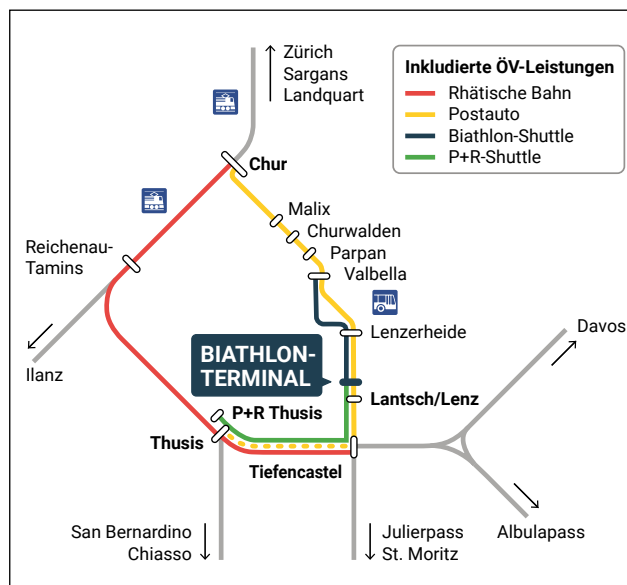 Zürich
Sargans
Landquart
Inkludierte ÖV-Leistungen
Rhätische Bahn
Postauto
Biathlon-Shuttle
P+R-Shuttle
Chur
Malix
Churwalden
Parpan
Valbella
Reichenau-
Tamins
Lenzerheide
Davos
Ilanz
BIATHLON-
TERMINAL
Lantsch/Lenz
P+R Thusis
Thusis
Tiefencastel
San Bernardino
Chiasso
Julierpass
St. Moritz
Albulapass